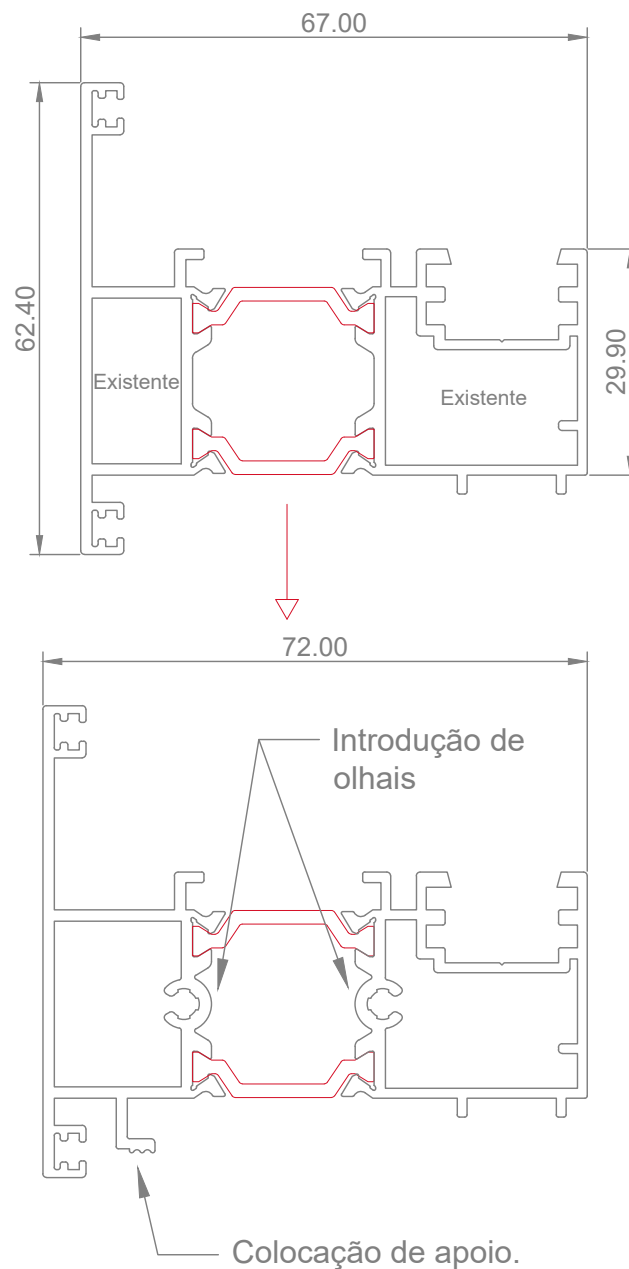 67.00
62.40
29.90
Existente
Existente
72.00
Introdução de
olhais
Colocação de apoio.